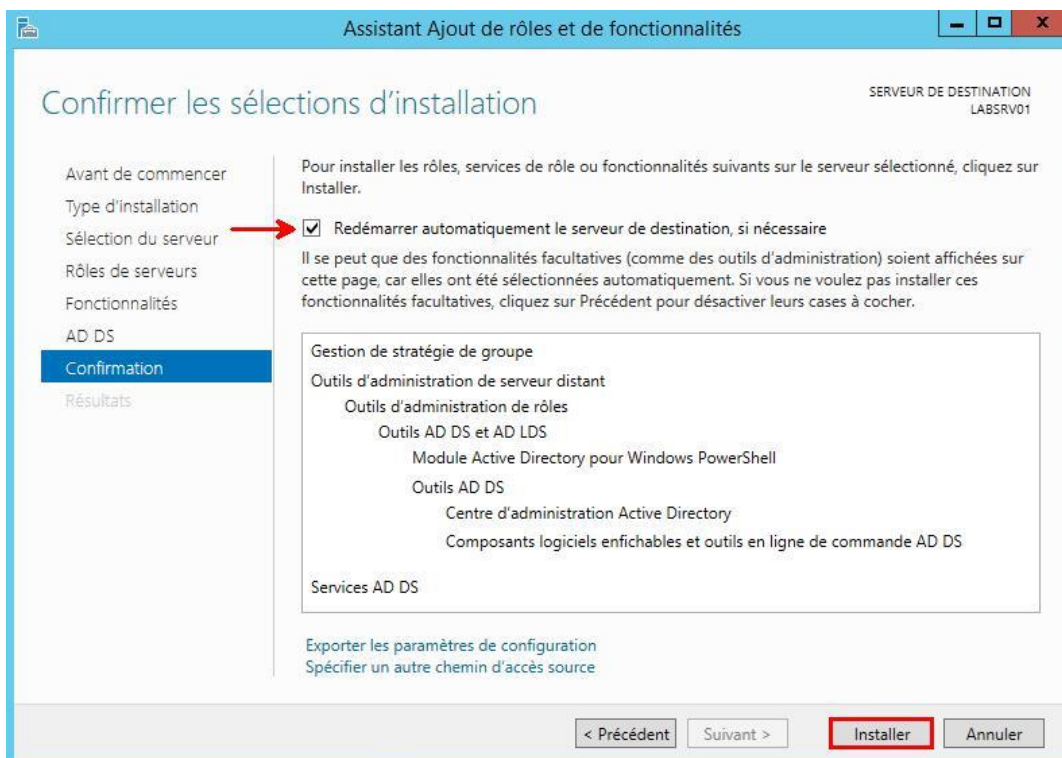 Assistant Ajout de rôles et de fonctionnalités
Confirmer les sélections d'installation
SERVEUR DE DESTINATION
LABSRV01
Avant de commencer
Type d'installation
Sélection du serveur
Rôles de serveurs
Fonctionnalités
AD DS
Confirmation
Résultats
Pour installer les rôles, services de rôle ou fonctionnalités suivants sur le serveur sélectionné, cliquez sur
Installer.
Redémarrer automatiquement le serveur de destination, si nécessaire
Il se peut que des fonctionnalités facultatives (comme des outils d'administration) soient affichées sur
cette page, car elles ont été sélectionnées automatiquement. Si vous ne voulez pas installer ces
fonctionnalités facultatives, cliquez sur Précédent pour désactiver leurs cases à cocher.
Gestion de stratégie de groupe
Outils d'administration de serveur distant
Outils d'administration de rôles
Outils AD DS et AD LDS
Module Active Directory pour Windows PowerShell
Outils AD DS
Centre d'administration Active Directory
Composants logiciels enfichables et outils en ligne de commande AD DS
Services AD DS
Exporter les paramètres de configuration
Spécifier un autre chemin d'accès source
< Précédent
Suivant >
Installer
Annuler